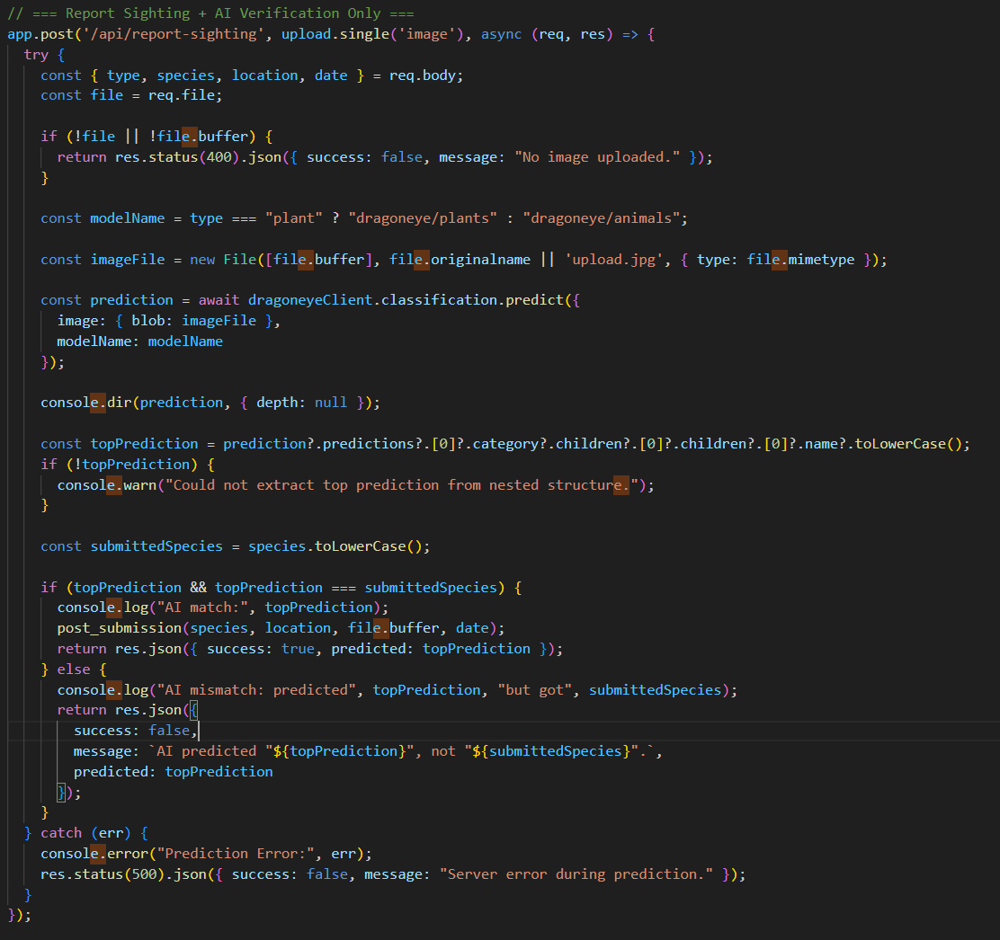 // === Report Sighting + AI Verification Only ===
app.post('/api/report-sighting', upload.single('image'), async (req, res) => {
  try {
    const { type, species, location, date } = req.body;
    const file = req.file;

    if (!file || !file.buffer) {
      return res.status(400).json({ success: false, message: "No image uploaded." });
    }

    const modelName = type === "plant" ? "dragoneye/plants" : "dragoneye/animals";

    const imageFile = new File([file.buffer], file.originalname || 'upload.jpg', { type: file.mimetype });

    const prediction = await dragoneyeClient.classification.predict({
      image: { blob: imageFile },
      modelName: modelName
    });

    console.dir(prediction, { depth: null });

    const topPrediction = prediction?.predictions?.[0]?.category?.children?.[0]?.children?.[0]?.name?.toLowerCase();
    if (!topPrediction) {
      console.warn("Could not extract top prediction from nested structure.");
    }

    const submittedSpecies = species.toLowerCase();

    if (topPrediction && topPrediction === submittedSpecies) {
      console.log("AI match:", topPrediction);
      post_submission(species, location, file.buffer, date);
      return res.json({ success: true, predicted: topPrediction });
    } else {
      console.log("AI mismatch: predicted", topPrediction, "but got", submittedSpecies);
      return res.json({
        success: false,
        message: `AI predicted "${topPrediction}", not "${submittedSpecies}".`,
        predicted: topPrediction
      });
    }
  } catch (err) {
    console.error("Prediction Error:", err);
    res.status(500).json({ success: false, message: "Server error during prediction." });
  }
});